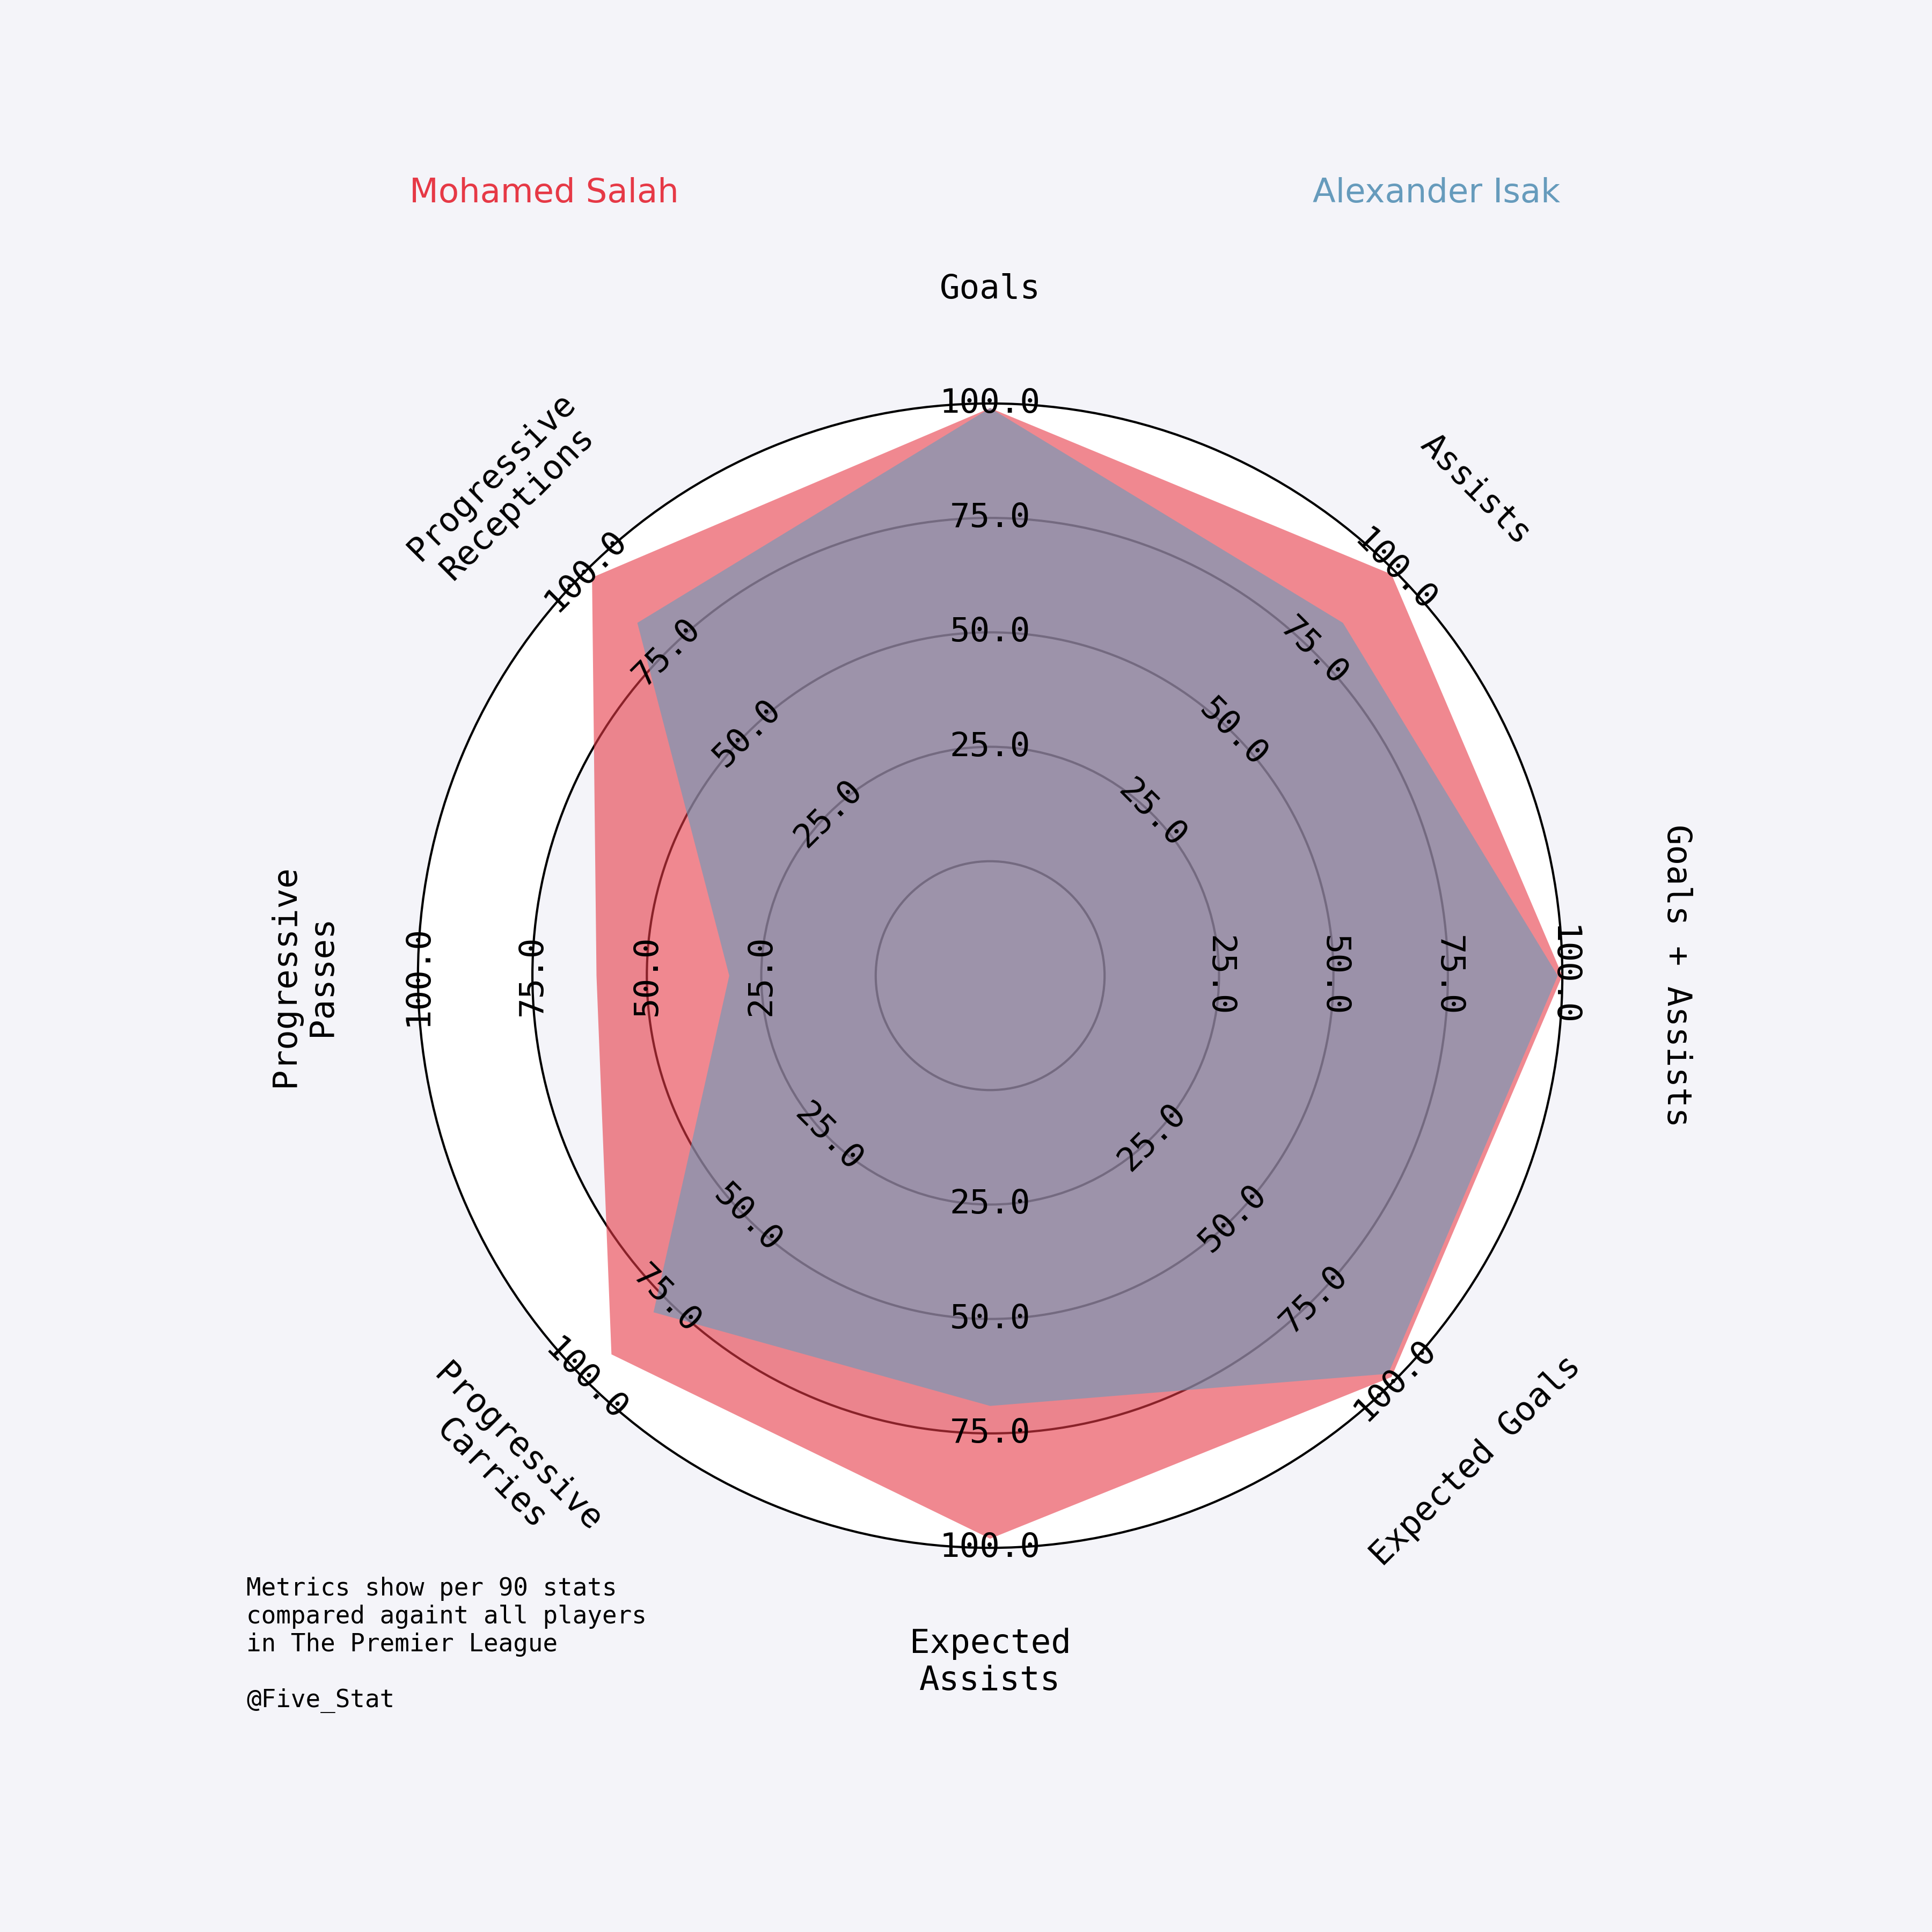 Mohamed Salah
Alexander Isak
Goals
Assists
Goals + Assists
Expected Goals
Expected
Assists
Progressive
Carries
Progressive
Passes
Progressive
Receptions
25.0
50.0
75.0
100.0
25.0
50.0
75.0
100.0
25.0
50.0
75.0
100.0
25.0
50.0
75.0
100.0
25.0
50.0
75.0
100.0
25.0
50.0
75.0
100.0
25.0
50.0
75.0
100.0
25.0
50.0
75.0
100.0
Metrics show per 90 stats
compared againt all players
in The Premier League
@Five_Stat